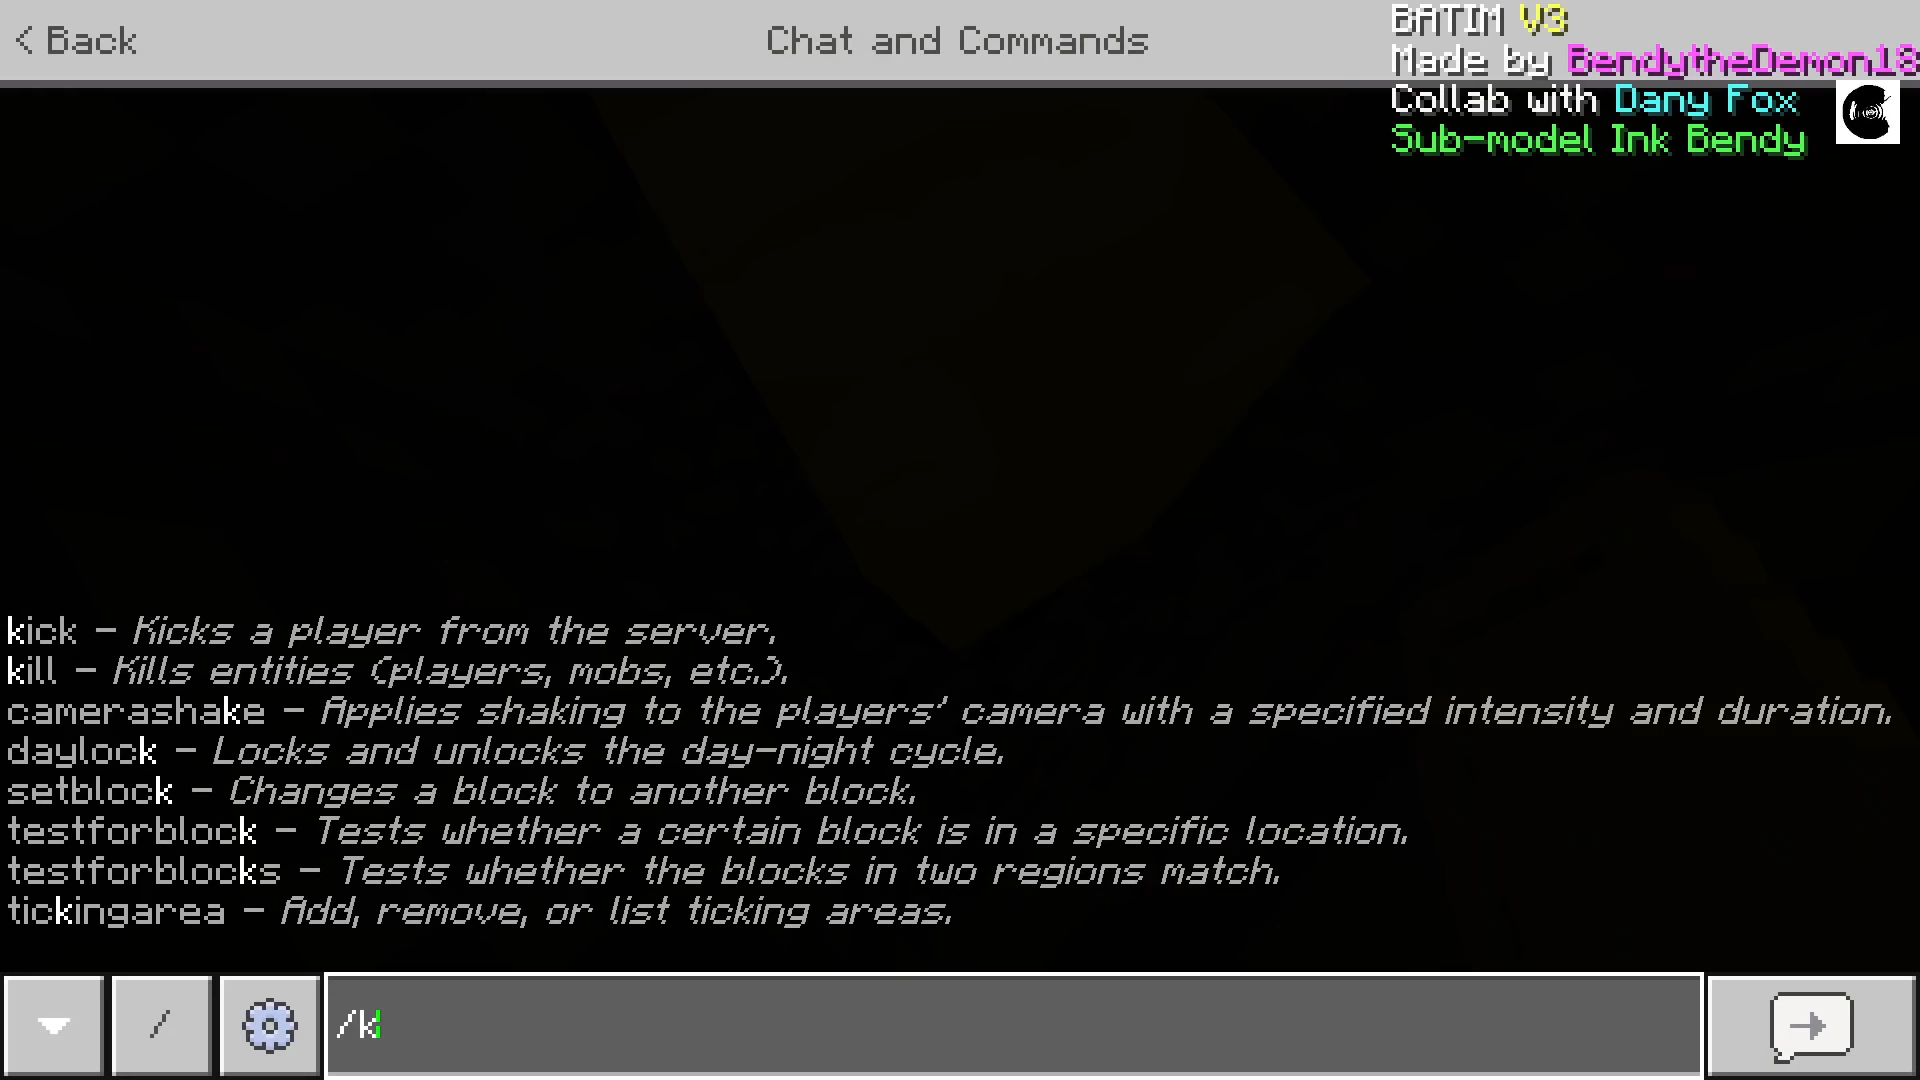 < Back
Chat and Commands
BATIM V3
Made by BendytheDemon18
Collab with Dany Fox
Sub-model Ink Bendy
kick - Kicks a player from the server.
kill - Kills entities (players, mobs, etc.).
camerashake - Applies shaking to the players' camera with a specified intensity and duration.
daylock - Locks and unlocks the day-night cycle.
setblock - Changes a block to another block.
testforblock - Tests whether a certain block is in a specific location.
testforblocks - Tests whether the blocks in two regions match.
tickingarea - Add, remove, or list ticking areas.
/
/k